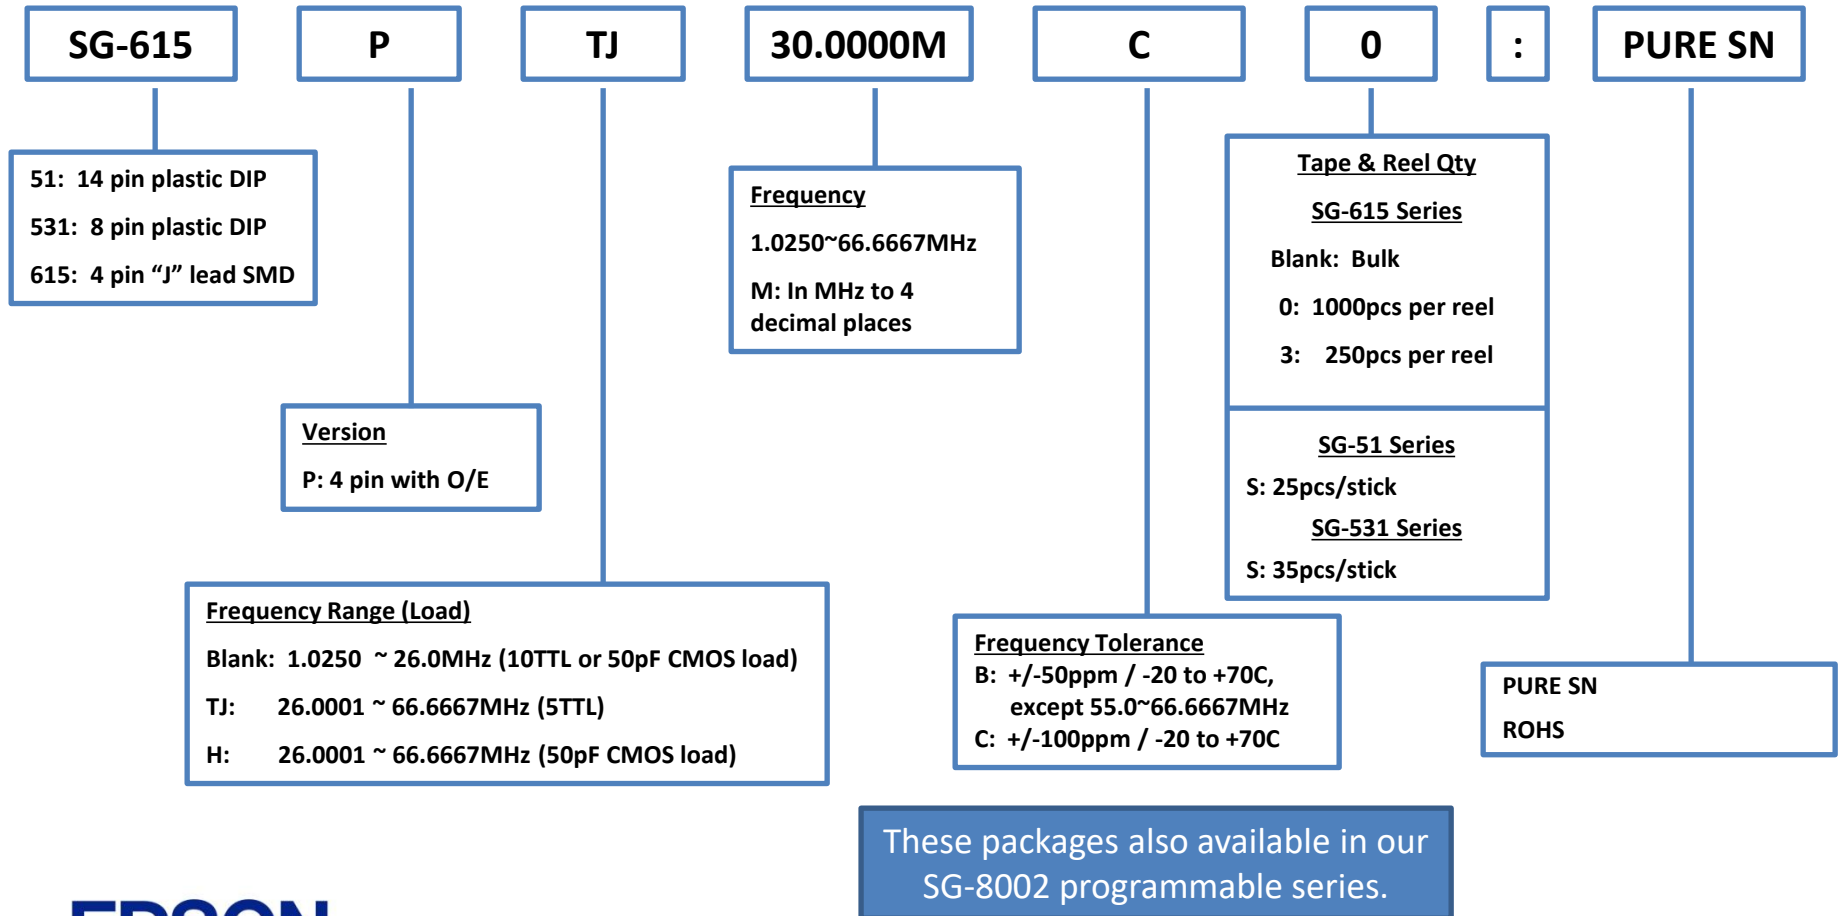 SG-615
P
TJ
30.0000M
C
0
:
PURE SN
51: 14 pin plastic DIP
531: 8 pin plastic DIP
615: 4 pin “J” lead SMD
Version
P: 4 pin with O/E
Frequency Range (Load)
Blank: 1.0250 ~ 26.0MHz (10TTL or 50pF CMOS load)
TJ: 26.0001 ~ 66.6667MHz (5TTL)
H: 26.0001 ~ 66.6667MHz (50pF CMOS load)
Frequency
1.0250~66.6667MHz
M: In MHz to 4
decimal places
Frequency Tolerance
B: +/-50ppm / -20 to +70C,
except 55.0~66.6667MHz
C: +/-100ppm / -20 to +70C
Tape & Reel Qty
SG-615 Series
Blank: Bulk
0: 1000pcs per reel
3: 250pcs per reel
SG-51 Series
S: 25pcs/stick
SG-531 Series
S: 35pcs/stick
PURE SN
ROHS
These packages also available in our
SG-8002 programmable series.
EPSON